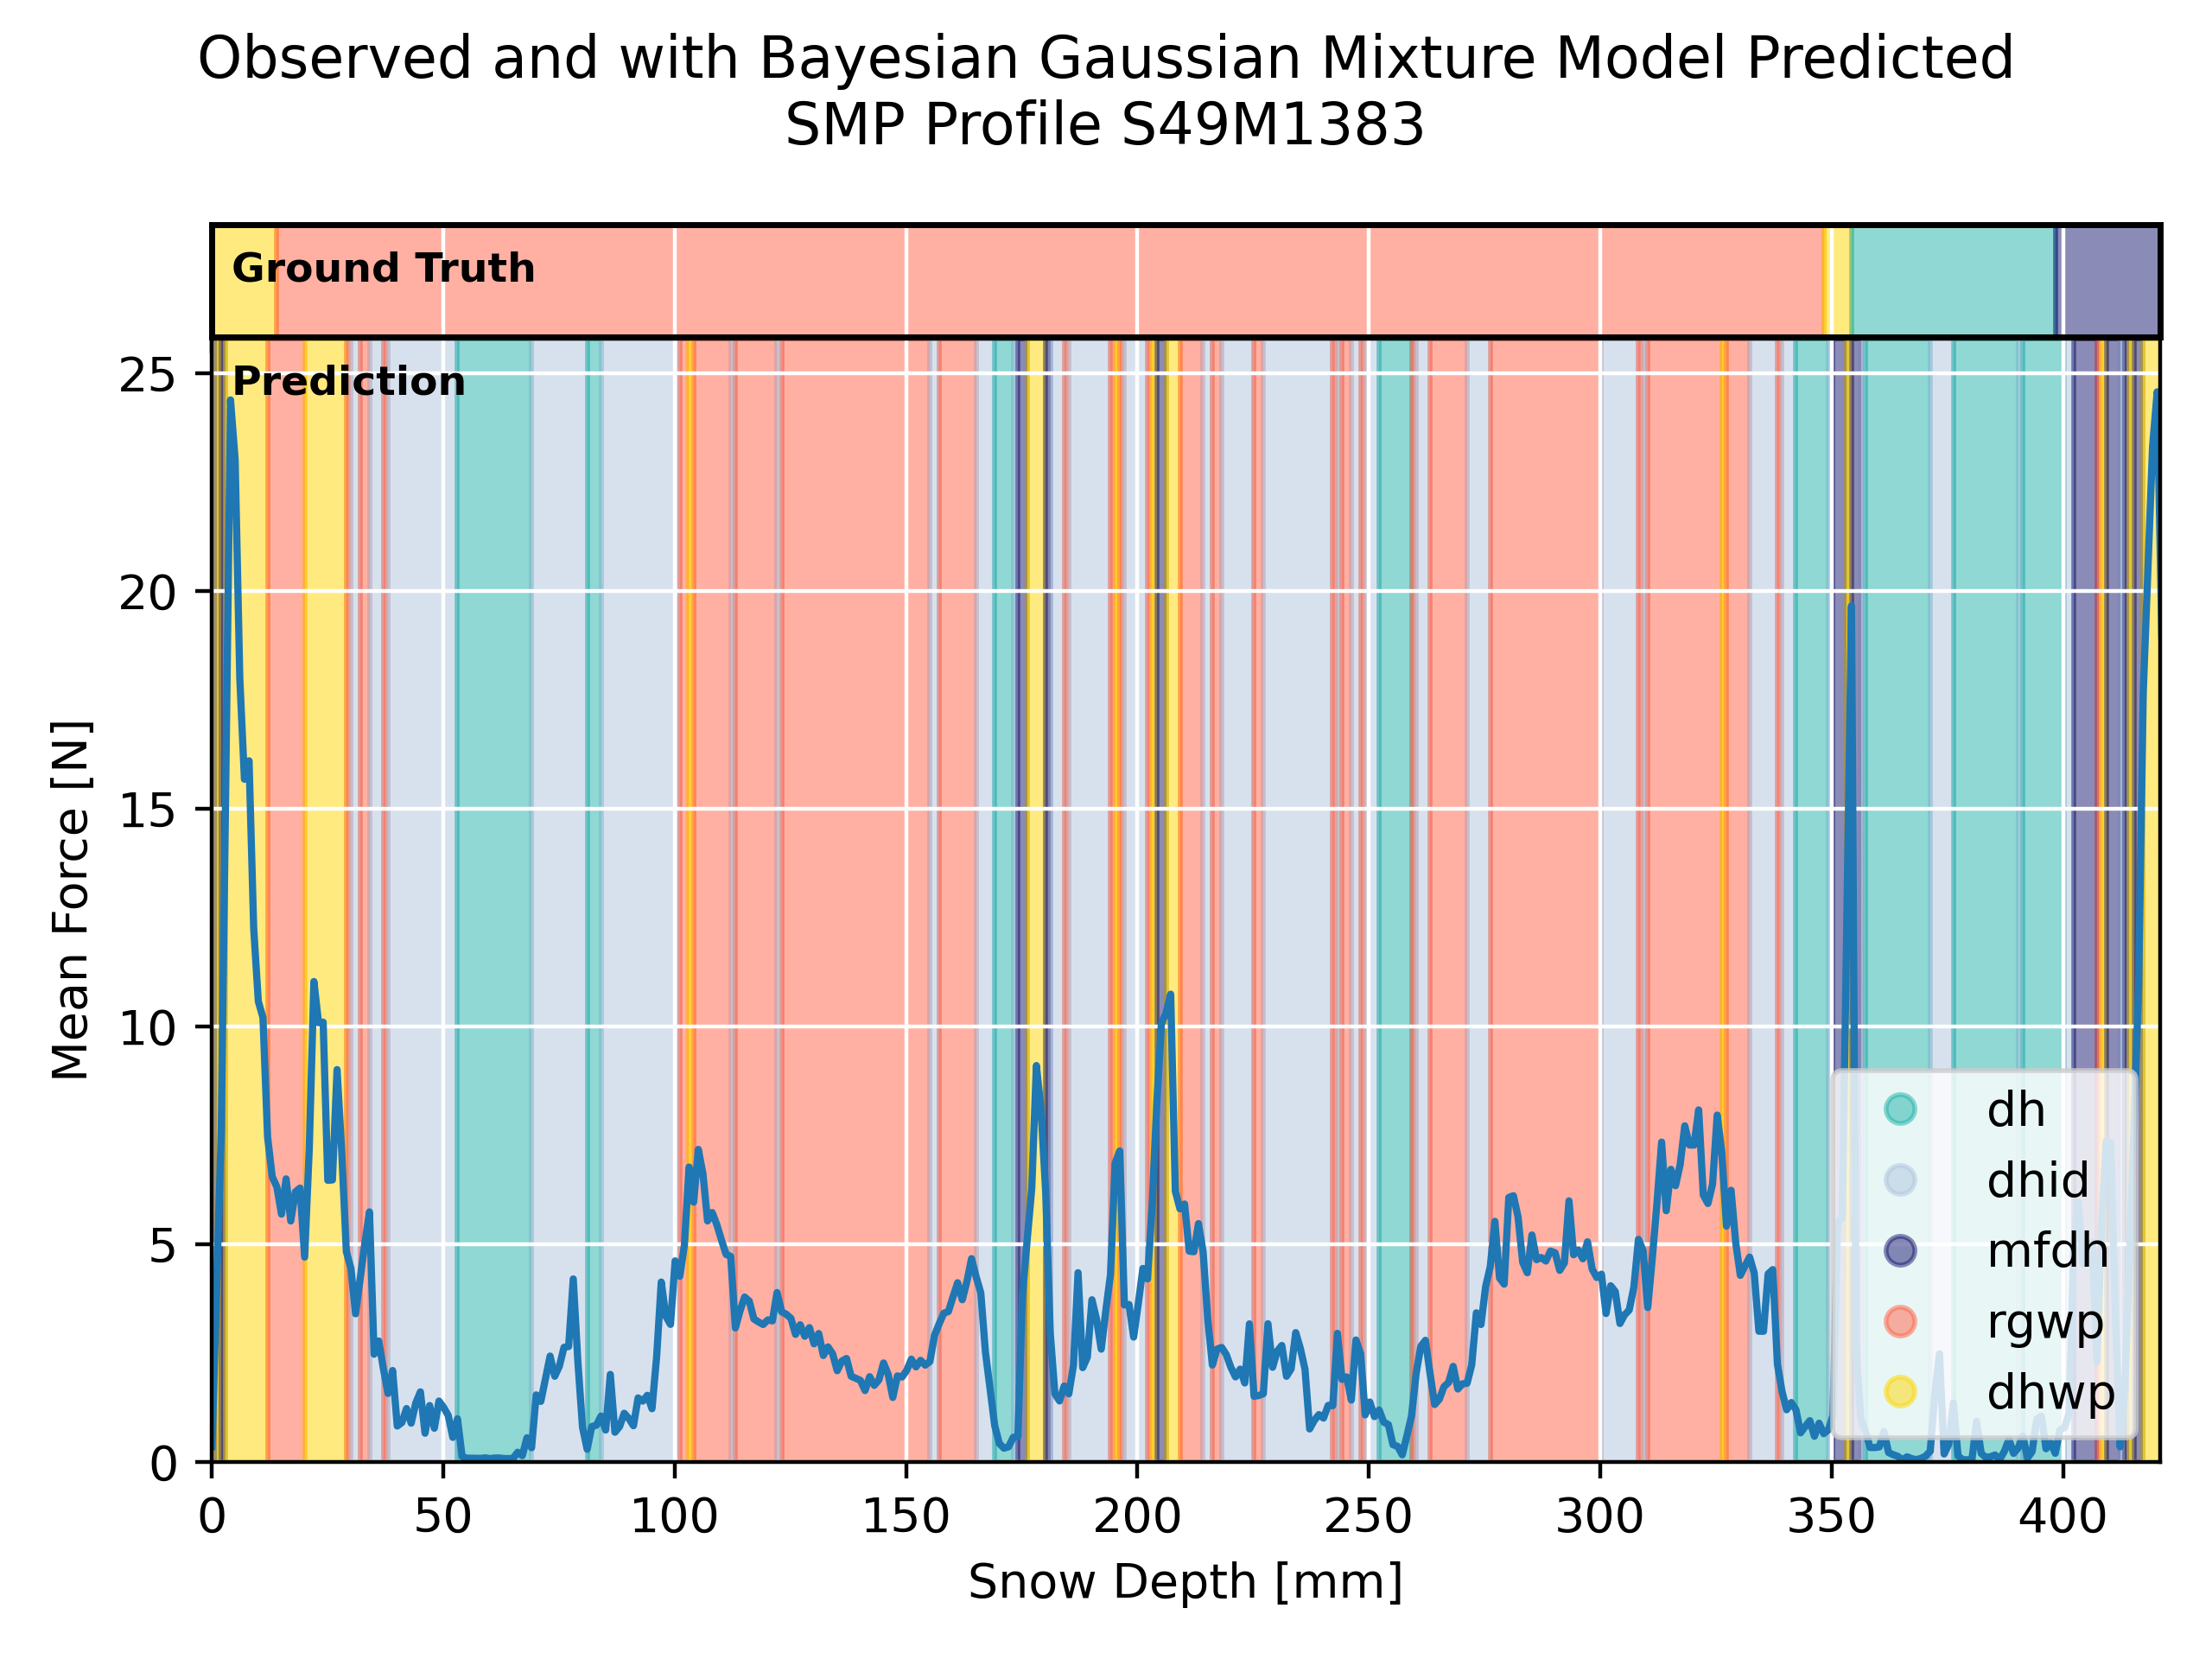 Observed and with Bayesian Gaussian Mixture Model Predicted
SMP Profile S49M1383
Ground Truth
Prediction
25
20
15
10
5
0
Mean Force [N]
dh
dhid
mfdh
rgwp
dhwp
0 50 100 150 200 250 300 350 400
Snow Depth [mm]